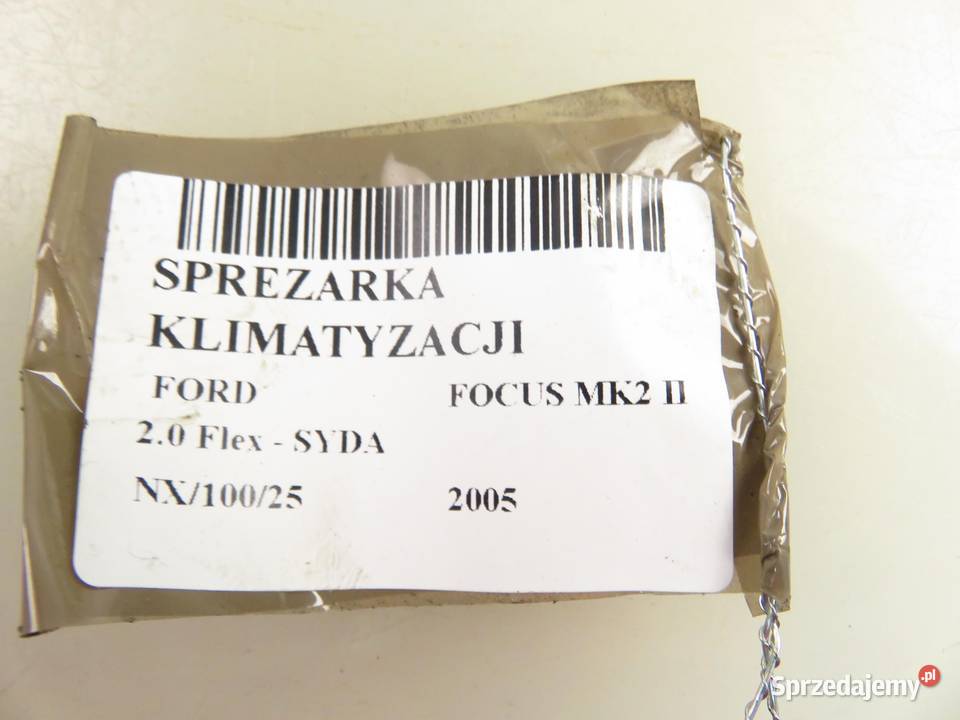 SPREZARKA
KLIMATYZACJI
FORD FOCUS MK2 II
2.0 Flex - SYDA
NX/100/25 2005
Sprzedajemy.pl